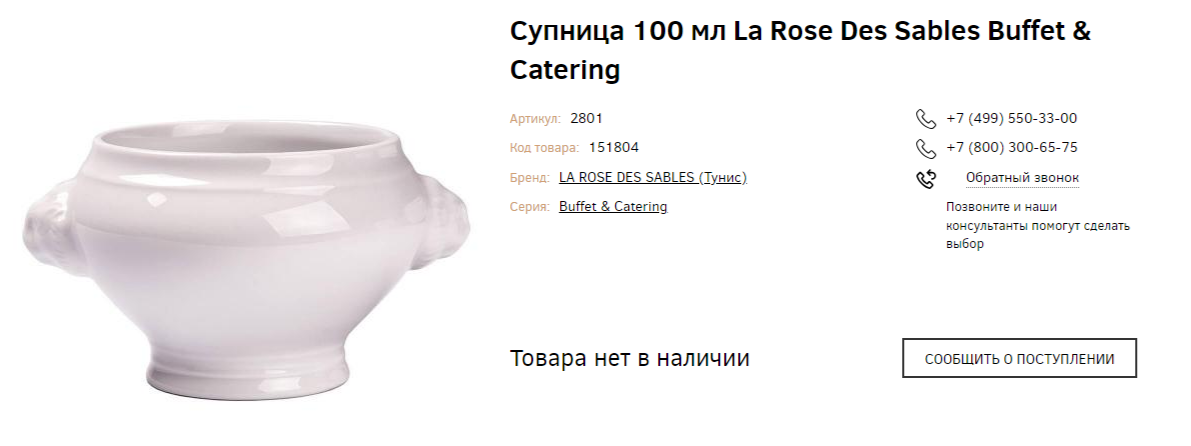 Супница 100 мл La Rose Des Sables Buffet &
Catering
Артикул: 2801
Код товара: 151804
Бренд: LA ROSE DES SABLES (Тунис)
Серия: Buffet & Catering
+7 (499) 550-33-00
+7 (800) 300-65-75
Обратный звонок
Позвоните и наши
консультанты помогут сделать
выбор
Товара нет в наличии
СООБЩИТЬ О ПОСТУПЛЕНИИ